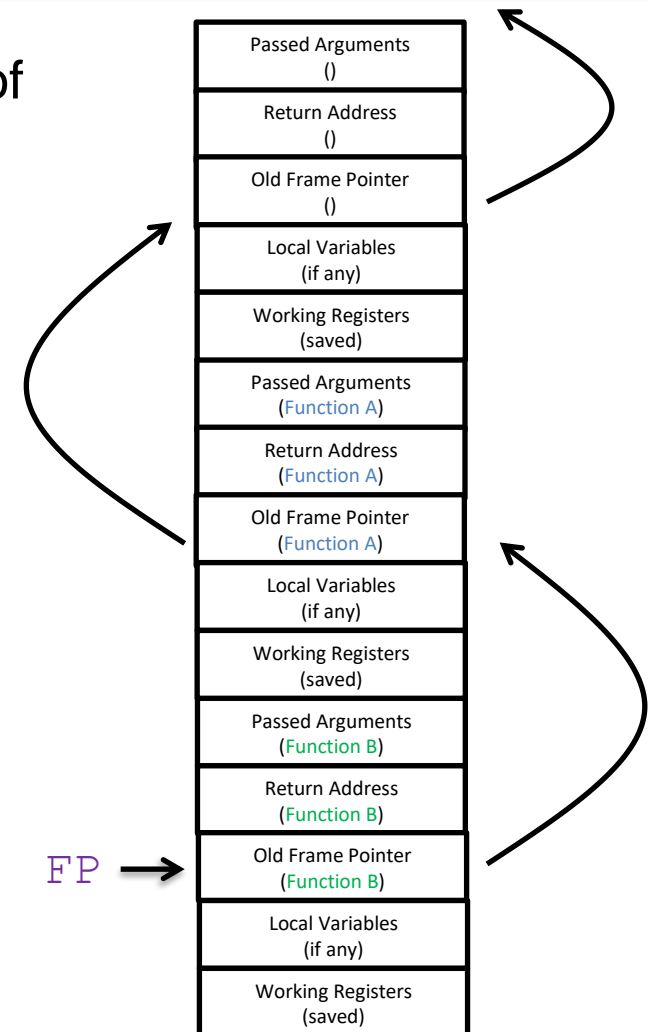 of
Passed Arguments
()
Return Address
()
Old Frame Pointer
()
Local Variables
(if any)
Working Registers
(saved)
Passed Arguments
(Function A)
Return Address
(Function A)
Old Frame Pointer
(Function A)
Local Variables
(if any)
Working Registers
(saved)
Passed Arguments
(Function B)
Return Address
(Function B)
FP
Old Frame Pointer
(Function B)
Local Variables
(if any)
Working Registers
(saved)